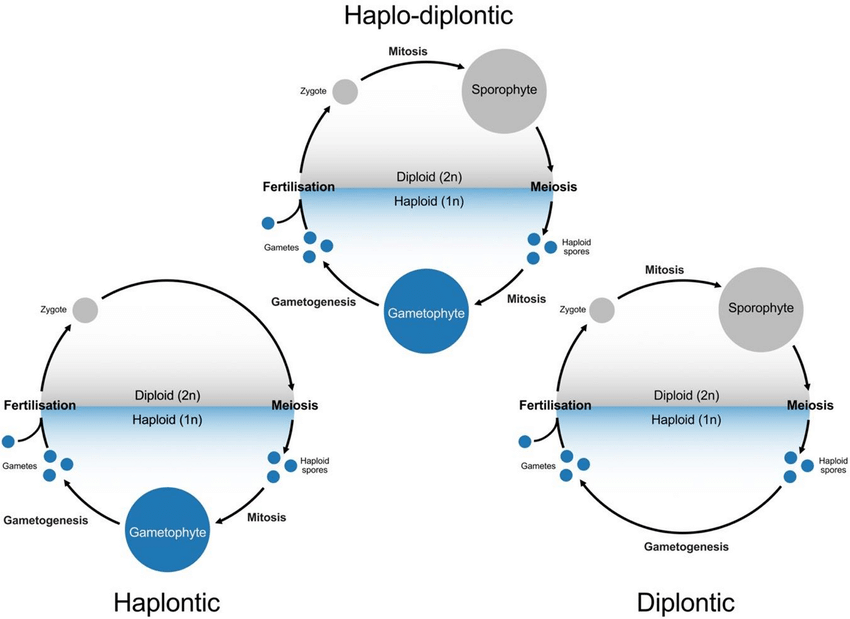 Haplo-diplontic
Mitosis
Zygote
Sporophyte
Diploid (2n)
Fertilisation
Meiosis
Haploid (1n)
Gametes
Haploid
spores
Gametogenesis
Mitosis
Gametophyte
Zygote
Diploid (2n)
Fertilisation
Meiosis
Haploid (1n)
Gametes
Haploid
spores
Gametogenesis
Mitosis
Gametophyte
Haplontic
Mitosis
Zygote
Sporophyte
Diploid (2n)
Fertilisation
Meiosis
Haploid (1n)
Gametes
Haploid
spores
Gametogenesis
Diplontic